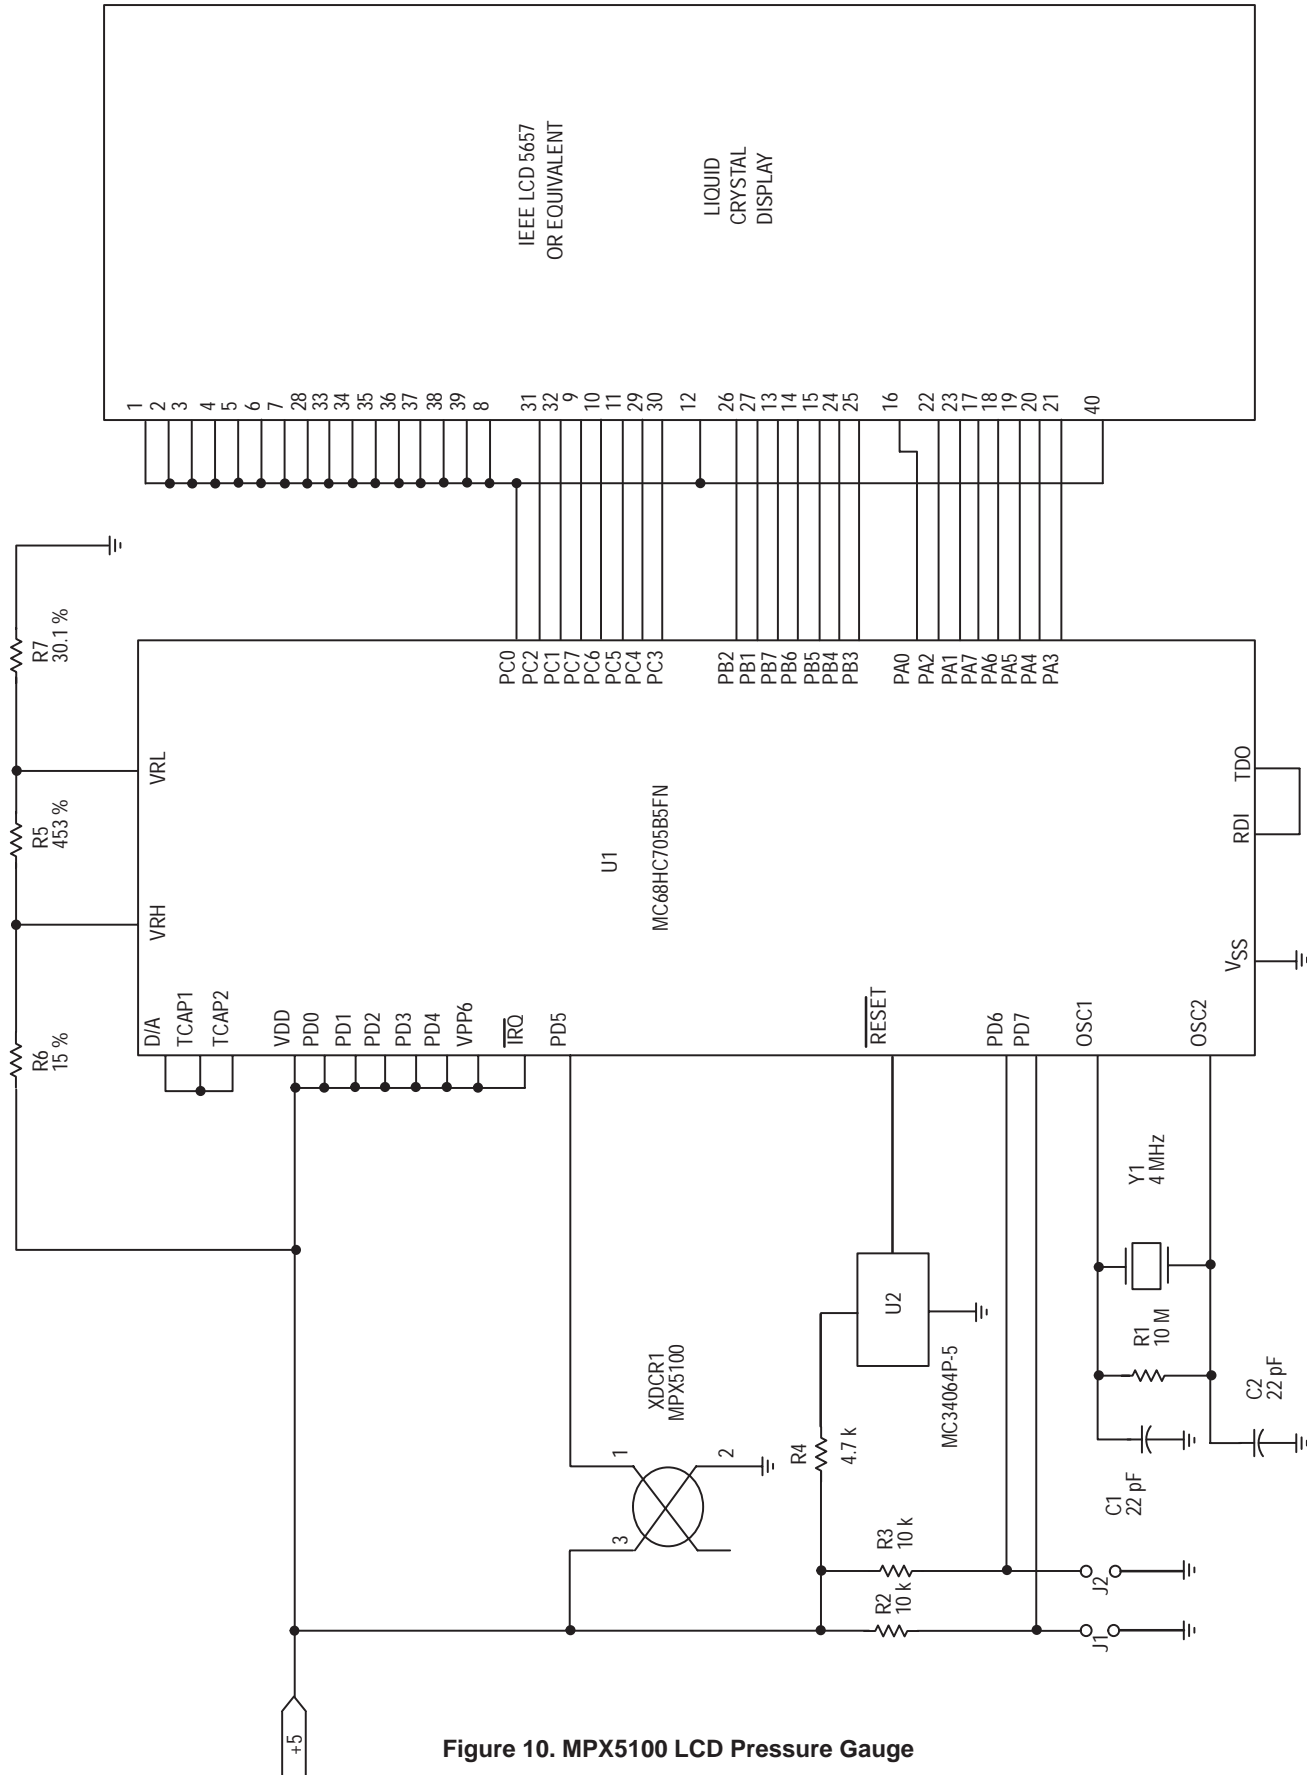 IEEE LCD 5657
OR EQUIVALENT
LIQUID
CRYSTAL
DISPLAY
1
2
3
4
5
6
7
28
33
34
35
36
37
38
39
8
31
32
9
10
11
29
30
12
26
27
13
14
15
24
25
16
22
23
17
18
19
20
21
40
R7
30.1 %
R5
453 %
R6
15 %
VRL
VRH
PC0
PC2
PC1
PC7
PC6
PC5
PC4
PC3
PB2
PB1
PB7
PB6
PB5
PB4
PB3
PA0
PA2
PA1
PA7
PA6
PA5
PA4
PA3
U1
MC68HC705B5FN
TDO
RDI
VSS
D/A
TCAP1
TCAP2
VDD
PD0
PD1
PD2
PD3
PD4
VPP6
IRQ
PD5
RESET
PD6
PD7
OSC1
OSC2
Y1
4 MHz
R1
10 M
C2
22 pF
C1
22 pF
U2
MC34064P-5
XDCR1
MPX5100
1
2
3
R4
4.7 k
R3
10 k
R2
10 k
J2
J1
+5
Figure 10. MPX5100 LCD Pressure Gauge